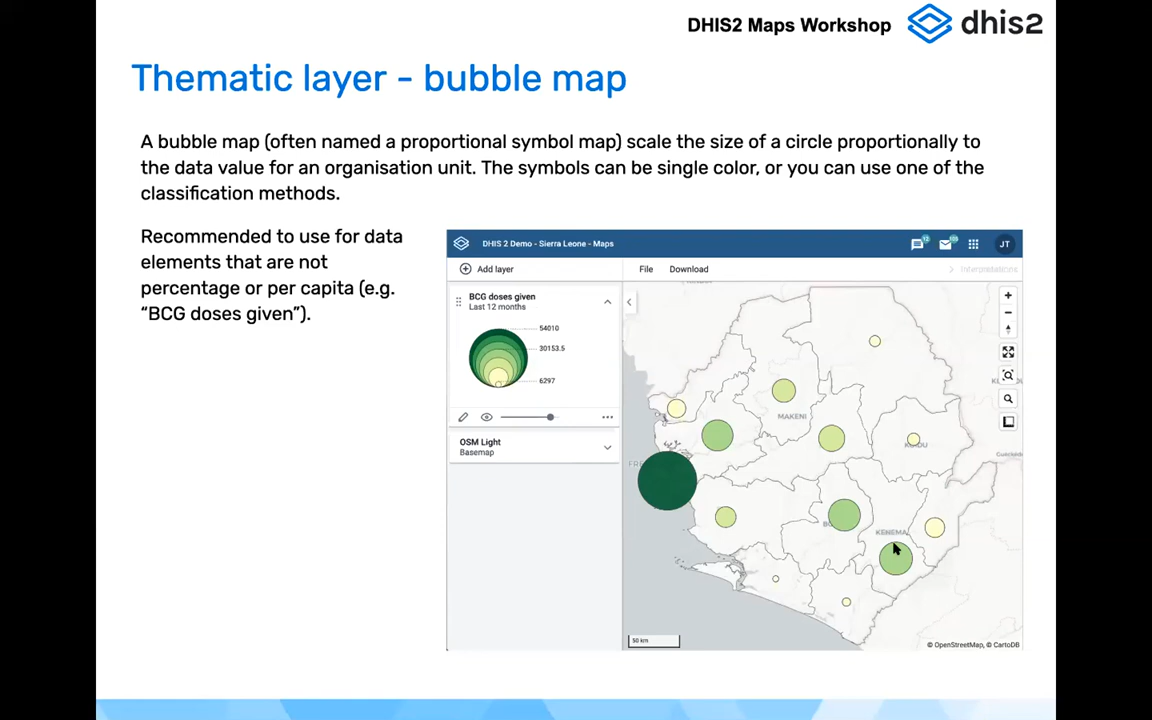 DHIS2 Maps Workshop
dhis2
Thematic layer - bubble map
A bubble map (often named a proportional symbol map) scale the size of a circle proportionally to
the data value for an organisation unit. The symbols can be single color, or you can use one of the
classification methods.
Recommended to use for data
elements that are not
percentage or per capita (e.g.
“BCG doses given”).
DHIS 2 Demo - Sierra Leone - Maps
JT
Add layer
File
Download
Interpretations
BCG doses given
Last 12 months
54010
30153.5
6297
OSM Light
Basemap
MAKENI
KENEMA
50 km
© OpenStreetMap, © CartoDB